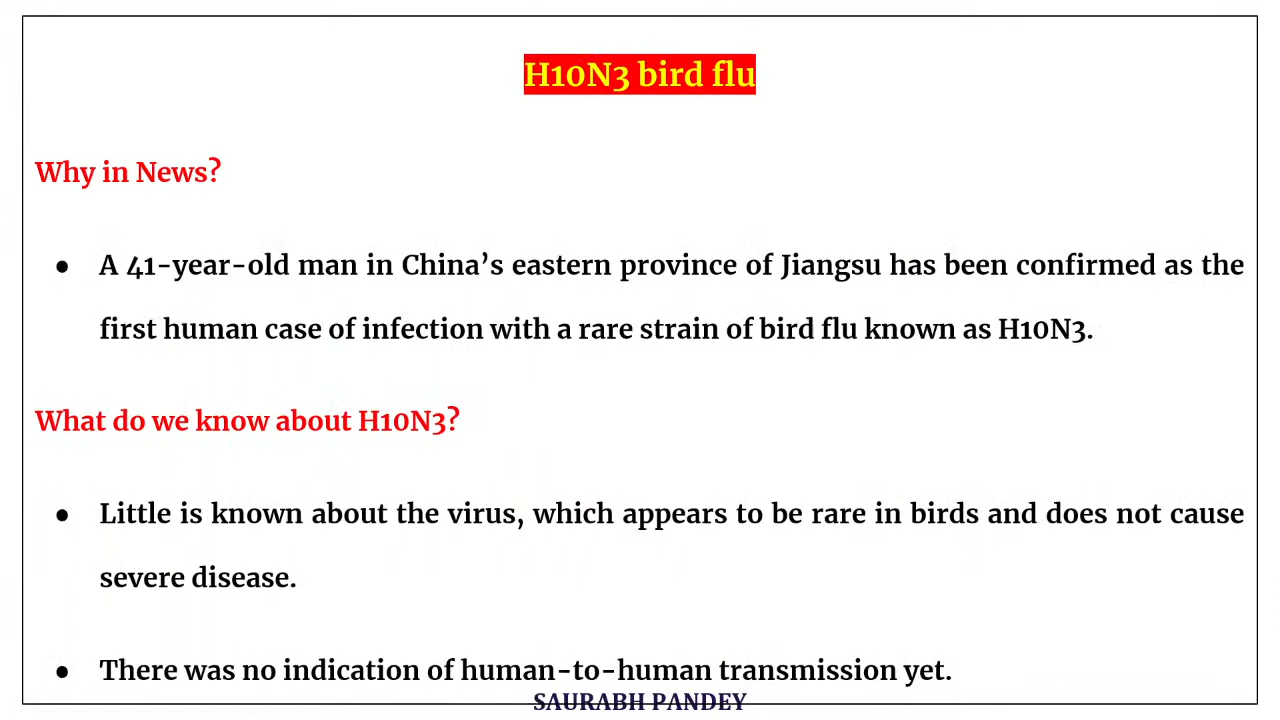 H10N3 bird flu
Why in News?
● A 41-year-old man in China’s eastern province of Jiangsu has been confirmed as the
first human case of infection with a rare strain of bird flu known as H10N3.
What do we know about H10N3?
● Little is known about the virus, which appears to be rare in birds and does not cause
severe disease.
● There was no indication of human-to-human transmission yet.
SAURABH PANDEY